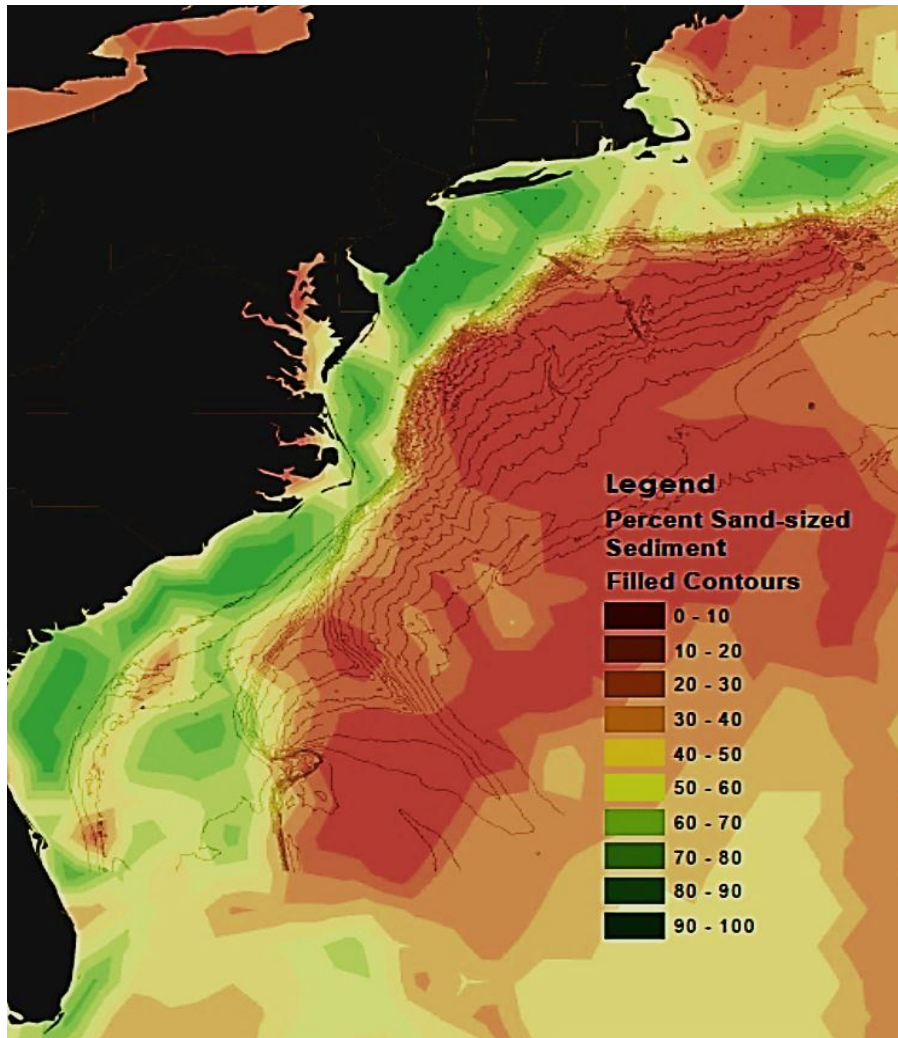 Legend
Percent Sand-sized
Sediment
Filled Contours
0 - 10
10 - 20
20 - 30
30 - 40
40 - 50
50 - 60
60 - 70
70 - 80
80 - 90
90 - 100